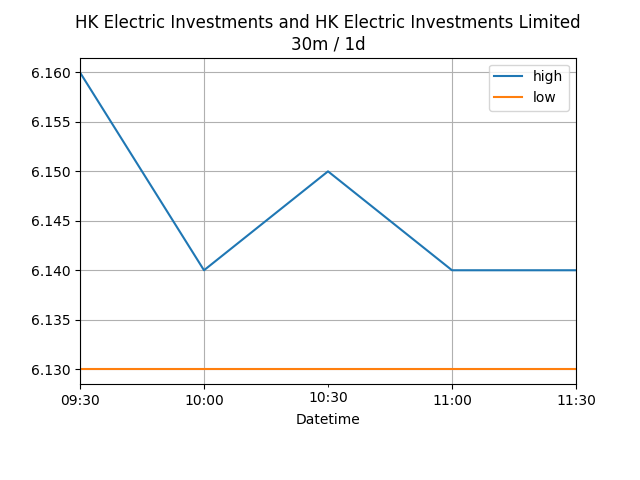 HK Electric Investments and HK Electric Investments Limited
30m / 1d
high
low
6.160
6.155
6.150
6.145
6.140
6.135
6.130
09:30
10:00
10:30
11:00
11:30
Datetime